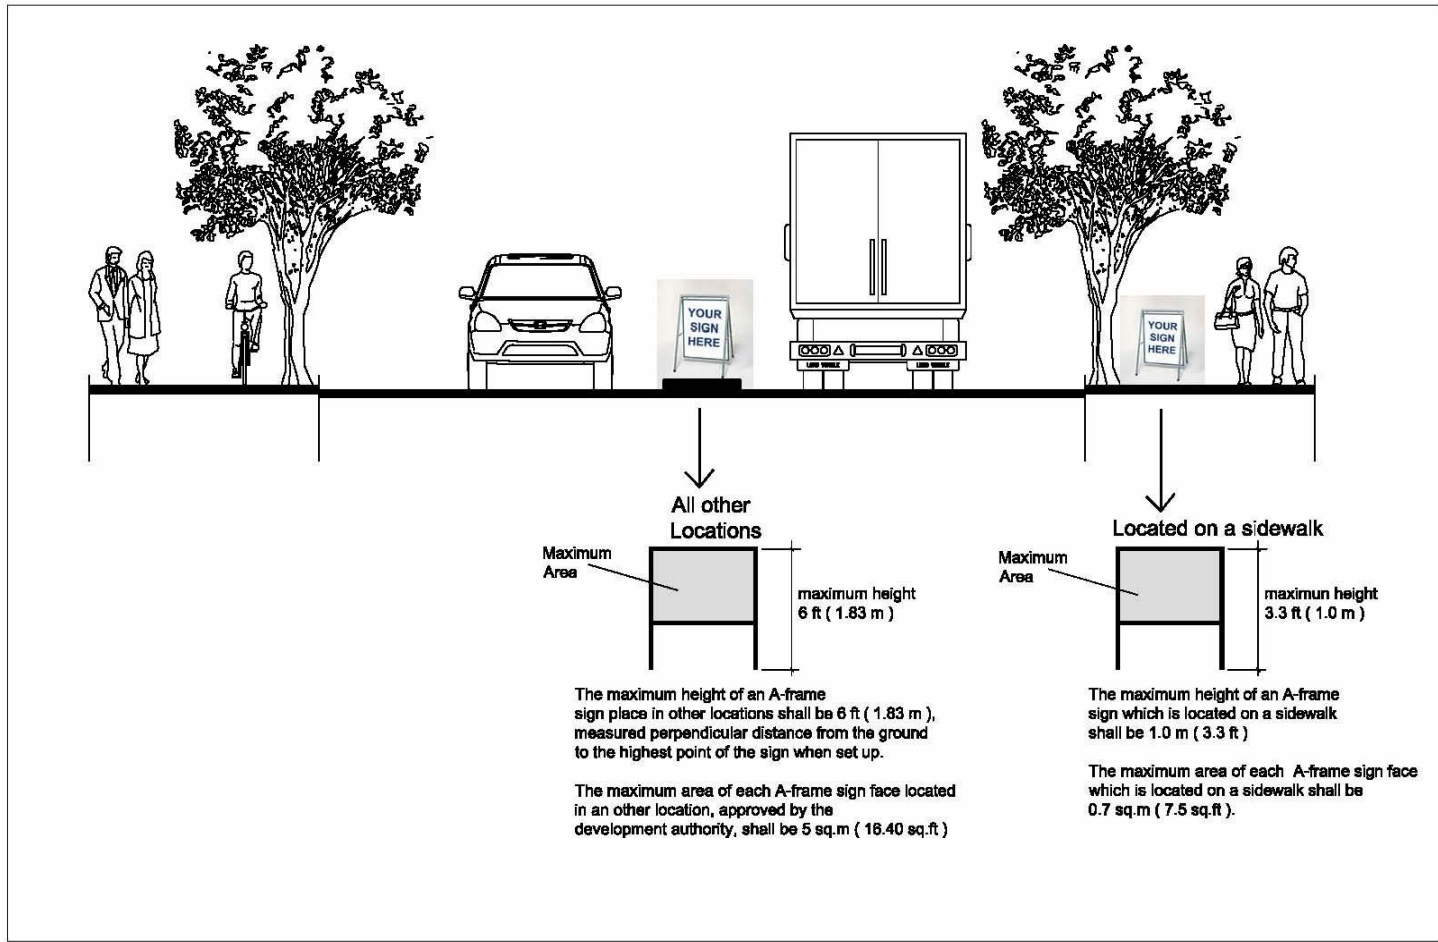 YOUR
SIGN
HERE
YOUR
SIGN
HERE
All other
Locations
Maximum
Area
maximum height
6 ft ( 1.83 m )
The maximum height of an A-frame
sign place in other locations shall be 6 ft ( 1.83 m ),
measured perpendicular distance from the ground
to the highest point of the sign when set up.
The maximum area of each A-frame sign face located
in an other location, approved by the
development authority, shall be 5 sq.m ( 16.40 sq.ft )
Located on a sidewalk
Maximum
Area
maximun height
3.3 ft ( 1.0 m )
The maximum height of an A-frame
sign which is located on a sidewalk
shall be 1.0 m ( 3.3 ft )
The maximum area of each A-frame sign face
which is located on a sidewalk shall be
0.7 sq.m ( 7.5 sq.ft ).